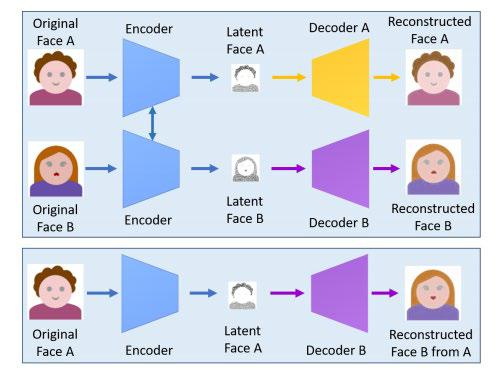 Original
Face A
Encoder
Latent
Face A
Decoder A
Reconstructed
Face A
Original
Face B
Encoder
Latent
Face B
Decoder B
Reconstructed
Face B
Original
Face A
Encoder
Latent
Face A
Decoder B
Reconstructed
Face B from A